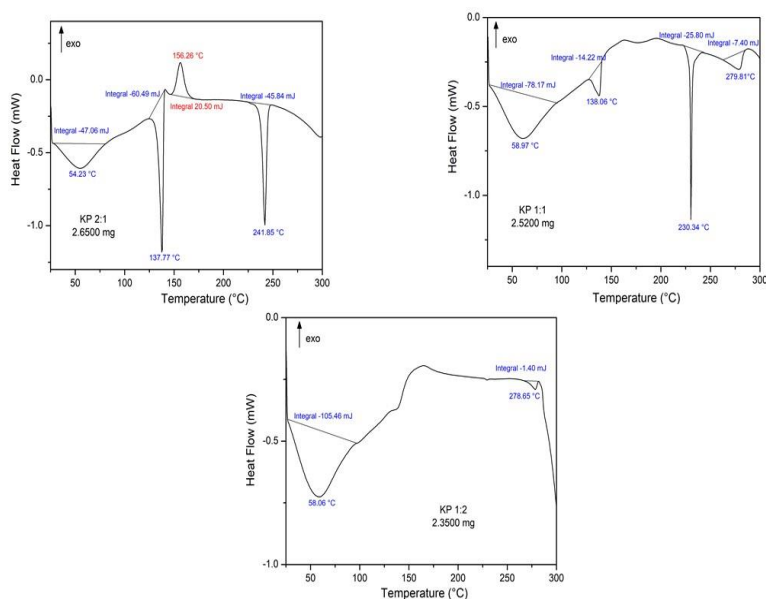 exo
156.26 °C
Integral -60.49 mJ
Integral 20.50 mJ
Integral -45.84 mJ
Integral -47.06 mJ
54.23 °C
KP 2:1
2.6500 mg
137.77 °C
241.85 °C
0.0
-0.5
-1.0
Heat Flow (mW)
50 100 150 200 250 300
Temperature (°C)
exo
Integral -25.80 mJ
Integral -7.40 mJ
Integral -14.22 mJ
Integral -78.17 mJ
279.81°C
138.06 °C
58.97 °C
KP 1:1
2.5200 mg
230.34 °C
0.0
-0.5
-1.0
Heat Flow (mW)
50 100 150 200 250 300
Temperature (°C)
exo
Integral -1.40 mJ
278.65 °C
Integral -105.46 mJ
58.06 °C
KP 1:2
2.3500 mg
0.0
-0.5
-1.0
Heat Flow (mW)
50 100 150 200 250 300
Temperature (°C)